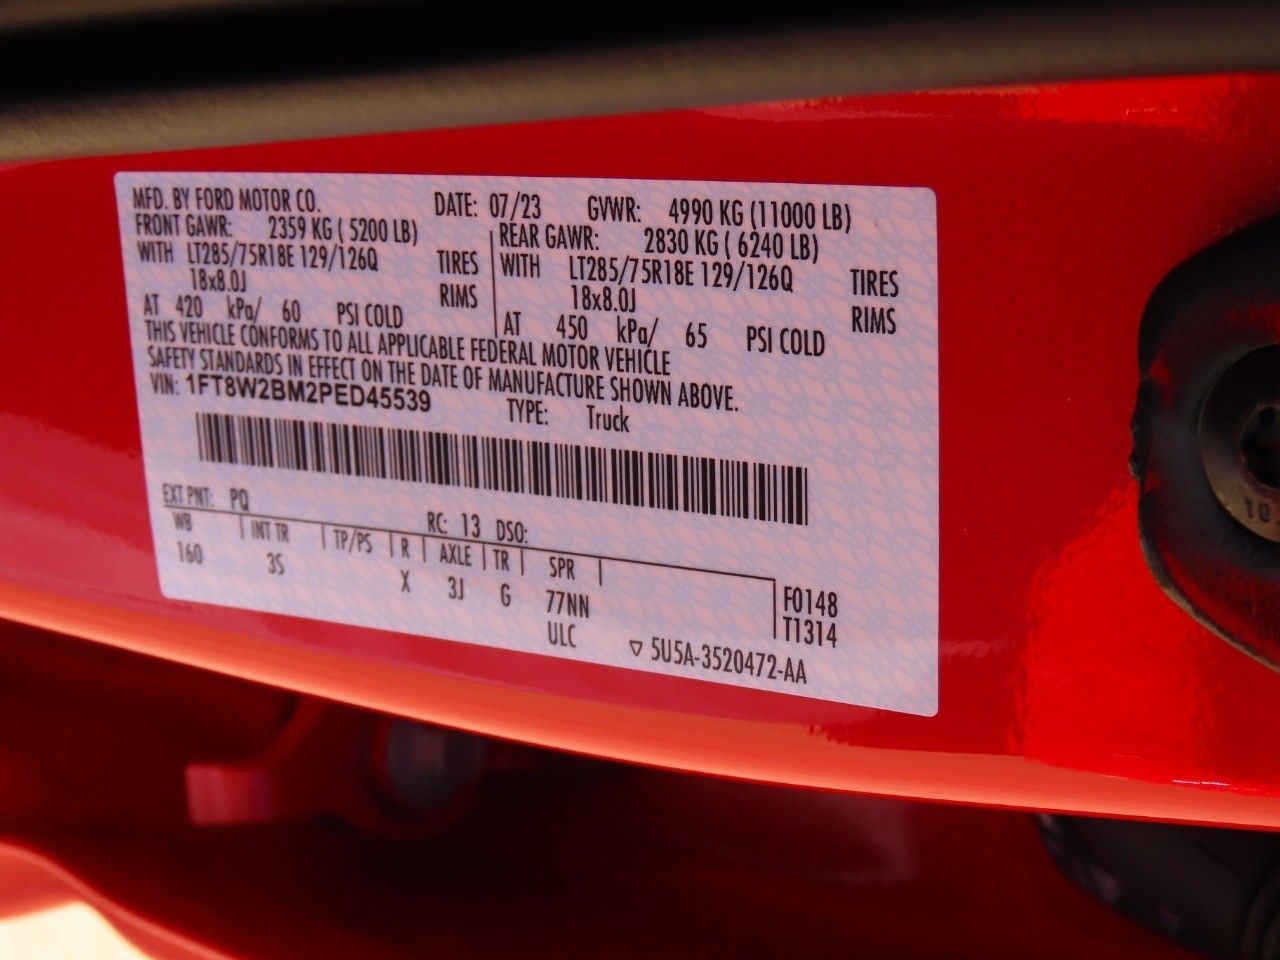 MFD. BY FORD MOTOR CO. DATE: 07/23 GVWR: 4990 KG (11000 LB)
FRONT GAWR: 2359 KG ( 5200 LB) REAR GAWR: 2830 KG ( 6240 LB)
WITH LT285/75R18E 129/126Q TIRES WITH LT285/75R18E 129/126Q TIRES
18x8.0J RIMS 18x8.0J RIMS
AT 420 kPa/ 60 PSI COLD AT 450 kPa/ 65 PSI COLD
THIS VEHICLE CONFORMS TO ALL APPLICABLE FEDERAL MOTOR VEHICLE
SAFETY STANDARDS IN EFFECT ON THE DATE OF MANUFACTURE SHOWN ABOVE.
VIN: 1FT8W2BM2PED45539 TYPE: Truck
EXT PNT: PQ RC: 13 DSO:
WB INT TR TP/PS R AXLE TR SPR
160 3S X 3J G 77NN F0148
ULC T1314
5U5A-3520472-AA
10